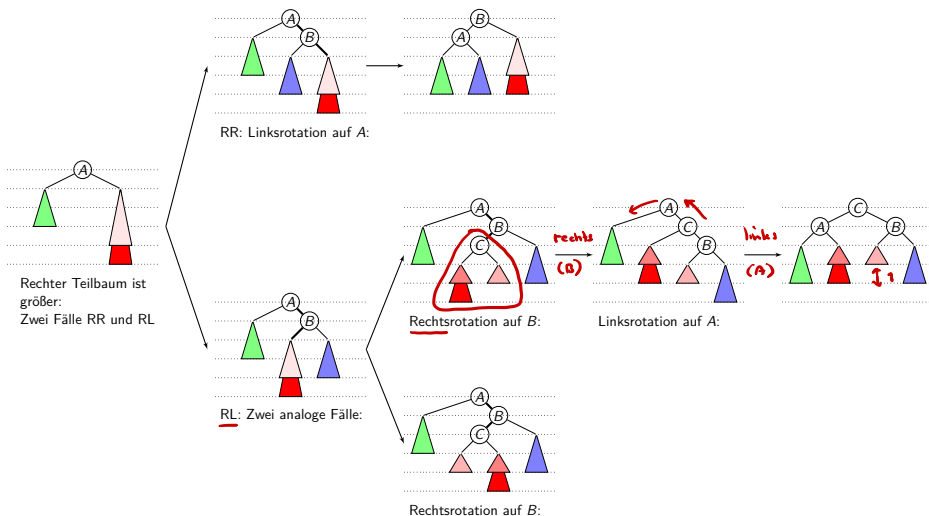 A
B
RR: Linksrotation auf A:
B
A
A
Rechter Teilbaum ist
größer:
Zwei Fälle RR und RL
A
B
RL: Zwei analoge Fälle:
A
B
C
Rechtsrotation auf B:
rechts
(B)
A
C
B
Linksrotation auf A:
links
(A)
C
A
B
1
A
B
C
Rechtsrotation auf B: